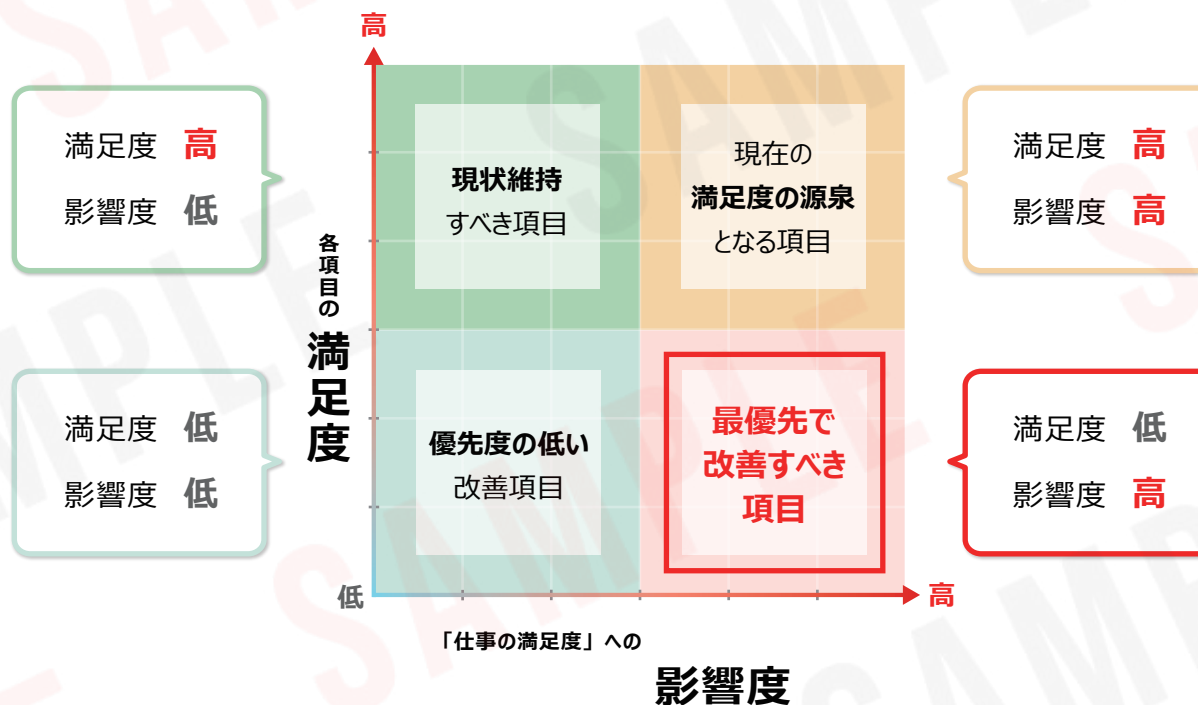 高
満足度 高
影響度 低
現状維持
すべき項目
現在の
満足度の源泉
となる項目
満足度 高
影響度 高
各項目の
満足度
満足度 低
影響度 低
優先度の低い
改善項目
最優先で
改善すべき
項目
満足度 低
影響度 高
低
高
「仕事の満足度」への
影響度
SAMPLE
SAMPLE
SAMPLE
SAMPLE